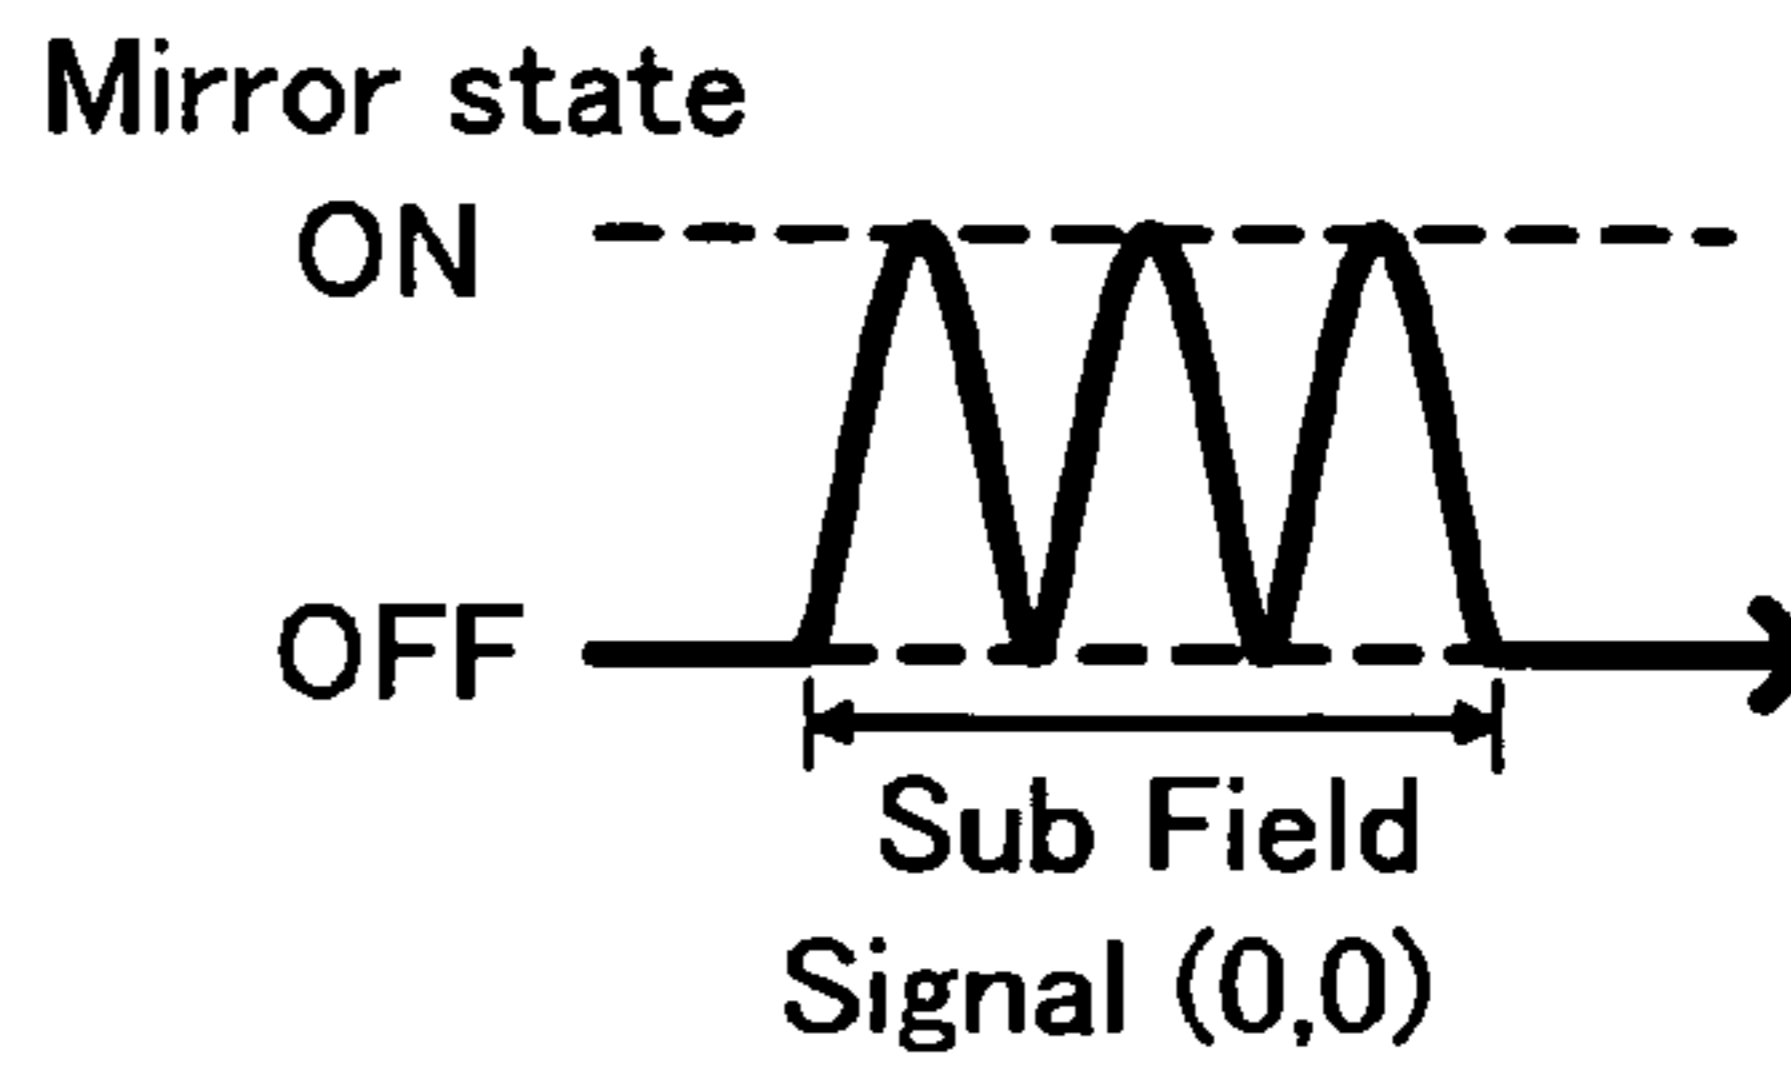 Mirror state
ON
OFF
Sub Field
Signal (0,0)